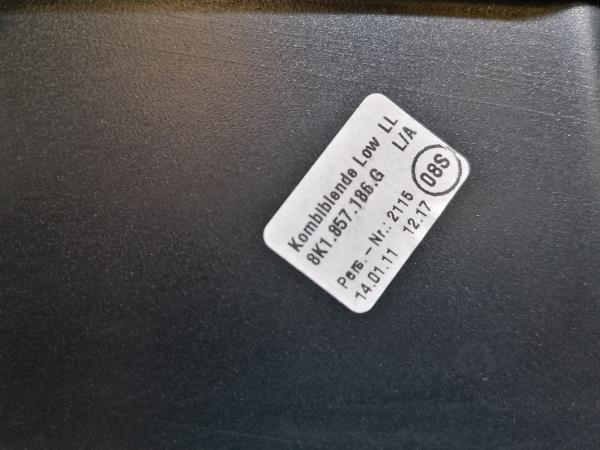 Kombiblende Low LL
8K1.857.186.G L/A
Pers.-Nr.: 2115 08S
14.01.11 12.17